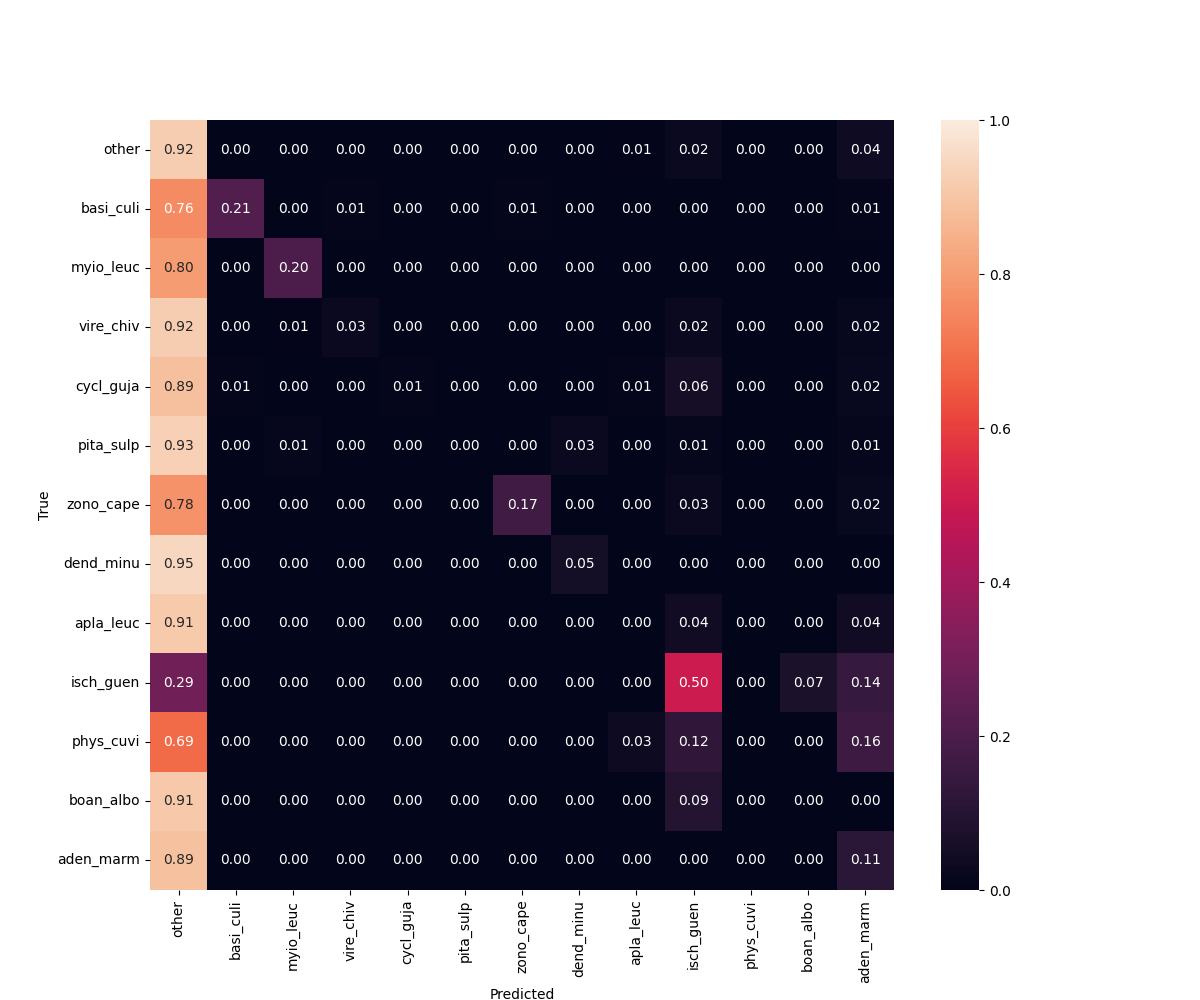 other 0.92 0.00 0.00 0.00 0.00 0.00 0.00 0.00 0.01 0.02 0.00 0.00 0.04
basi_culi 0.76 0.21 0.00 0.01 0.00 0.00 0.01 0.00 0.00 0.00 0.00 0.00 0.01
myio_leuc 0.80 0.00 0.20 0.00 0.00 0.00 0.00 0.00 0.00 0.00 0.00 0.00 0.00
vire_chiv 0.92 0.00 0.01 0.03 0.00 0.00 0.00 0.00 0.00 0.02 0.00 0.00 0.02
cycl_guja 0.89 0.01 0.00 0.00 0.01 0.00 0.00 0.00 0.01 0.06 0.00 0.00 0.02
pita_sulp 0.93 0.00 0.01 0.00 0.00 0.00 0.00 0.03 0.00 0.01 0.00 0.00 0.01
zono_cape 0.78 0.00 0.00 0.00 0.00 0.00 0.17 0.00 0.00 0.03 0.00 0.00 0.02
dend_minu 0.95 0.00 0.00 0.00 0.00 0.00 0.00 0.05 0.00 0.00 0.00 0.00 0.00
apla_leuc 0.91 0.00 0.00 0.00 0.00 0.00 0.00 0.00 0.00 0.04 0.00 0.00 0.04
isch_guen 0.29 0.00 0.00 0.00 0.00 0.00 0.00 0.00 0.00 0.50 0.00 0.07 0.14
phys_cuvi 0.69 0.00 0.00 0.00 0.00 0.00 0.00 0.00 0.03 0.12 0.00 0.00 0.16
boan_albo 0.91 0.00 0.00 0.00 0.00 0.00 0.00 0.00 0.00 0.09 0.00 0.00 0.00
aden_marm 0.89 0.00 0.00 0.00 0.00 0.00 0.00 0.00 0.00 0.00 0.00 0.00 0.11
True
other basi_culi myio_leuc vire_chiv cycl_guja pita_sulp zono_cape dend_minu apla_leuc isch_guen phys_cuvi boan_albo aden_marm
Predicted
1.0
0.8
0.6
0.4
0.2
0.0